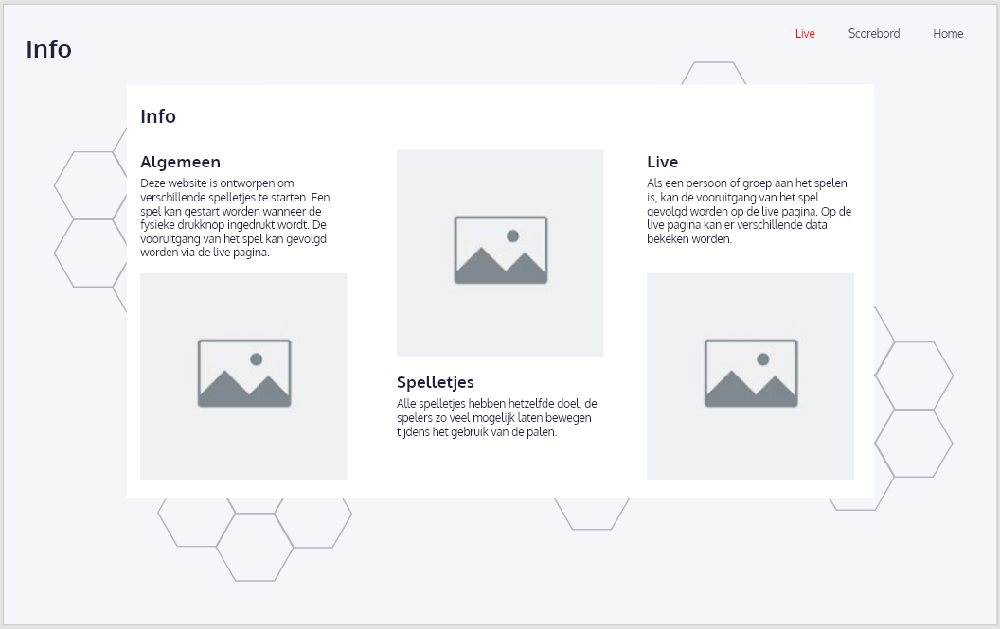 Info
Live
Scorebord
Home
Info
Algemeen
Deze website is ontworpen om
verschillende spelletjes te starten. Een
spel kan gestart worden wanneer de
fysieke drukknop ingedrukt wordt. De
vooruitgang van het spel kan gevolgd
worden via de live pagina.
Spelletjes
Alle spelletjes hebben hetzelfde doel, de
spelers zo veel mogelijk laten bewegen
tijdens het gebruik van de palen.
Live
Als een persoon of groep aan het spelen
is, kan de vooruitgang van het spel
gevolgd worden op de live pagina. Op de
live pagina kan er verschillende data
bekeken worden.